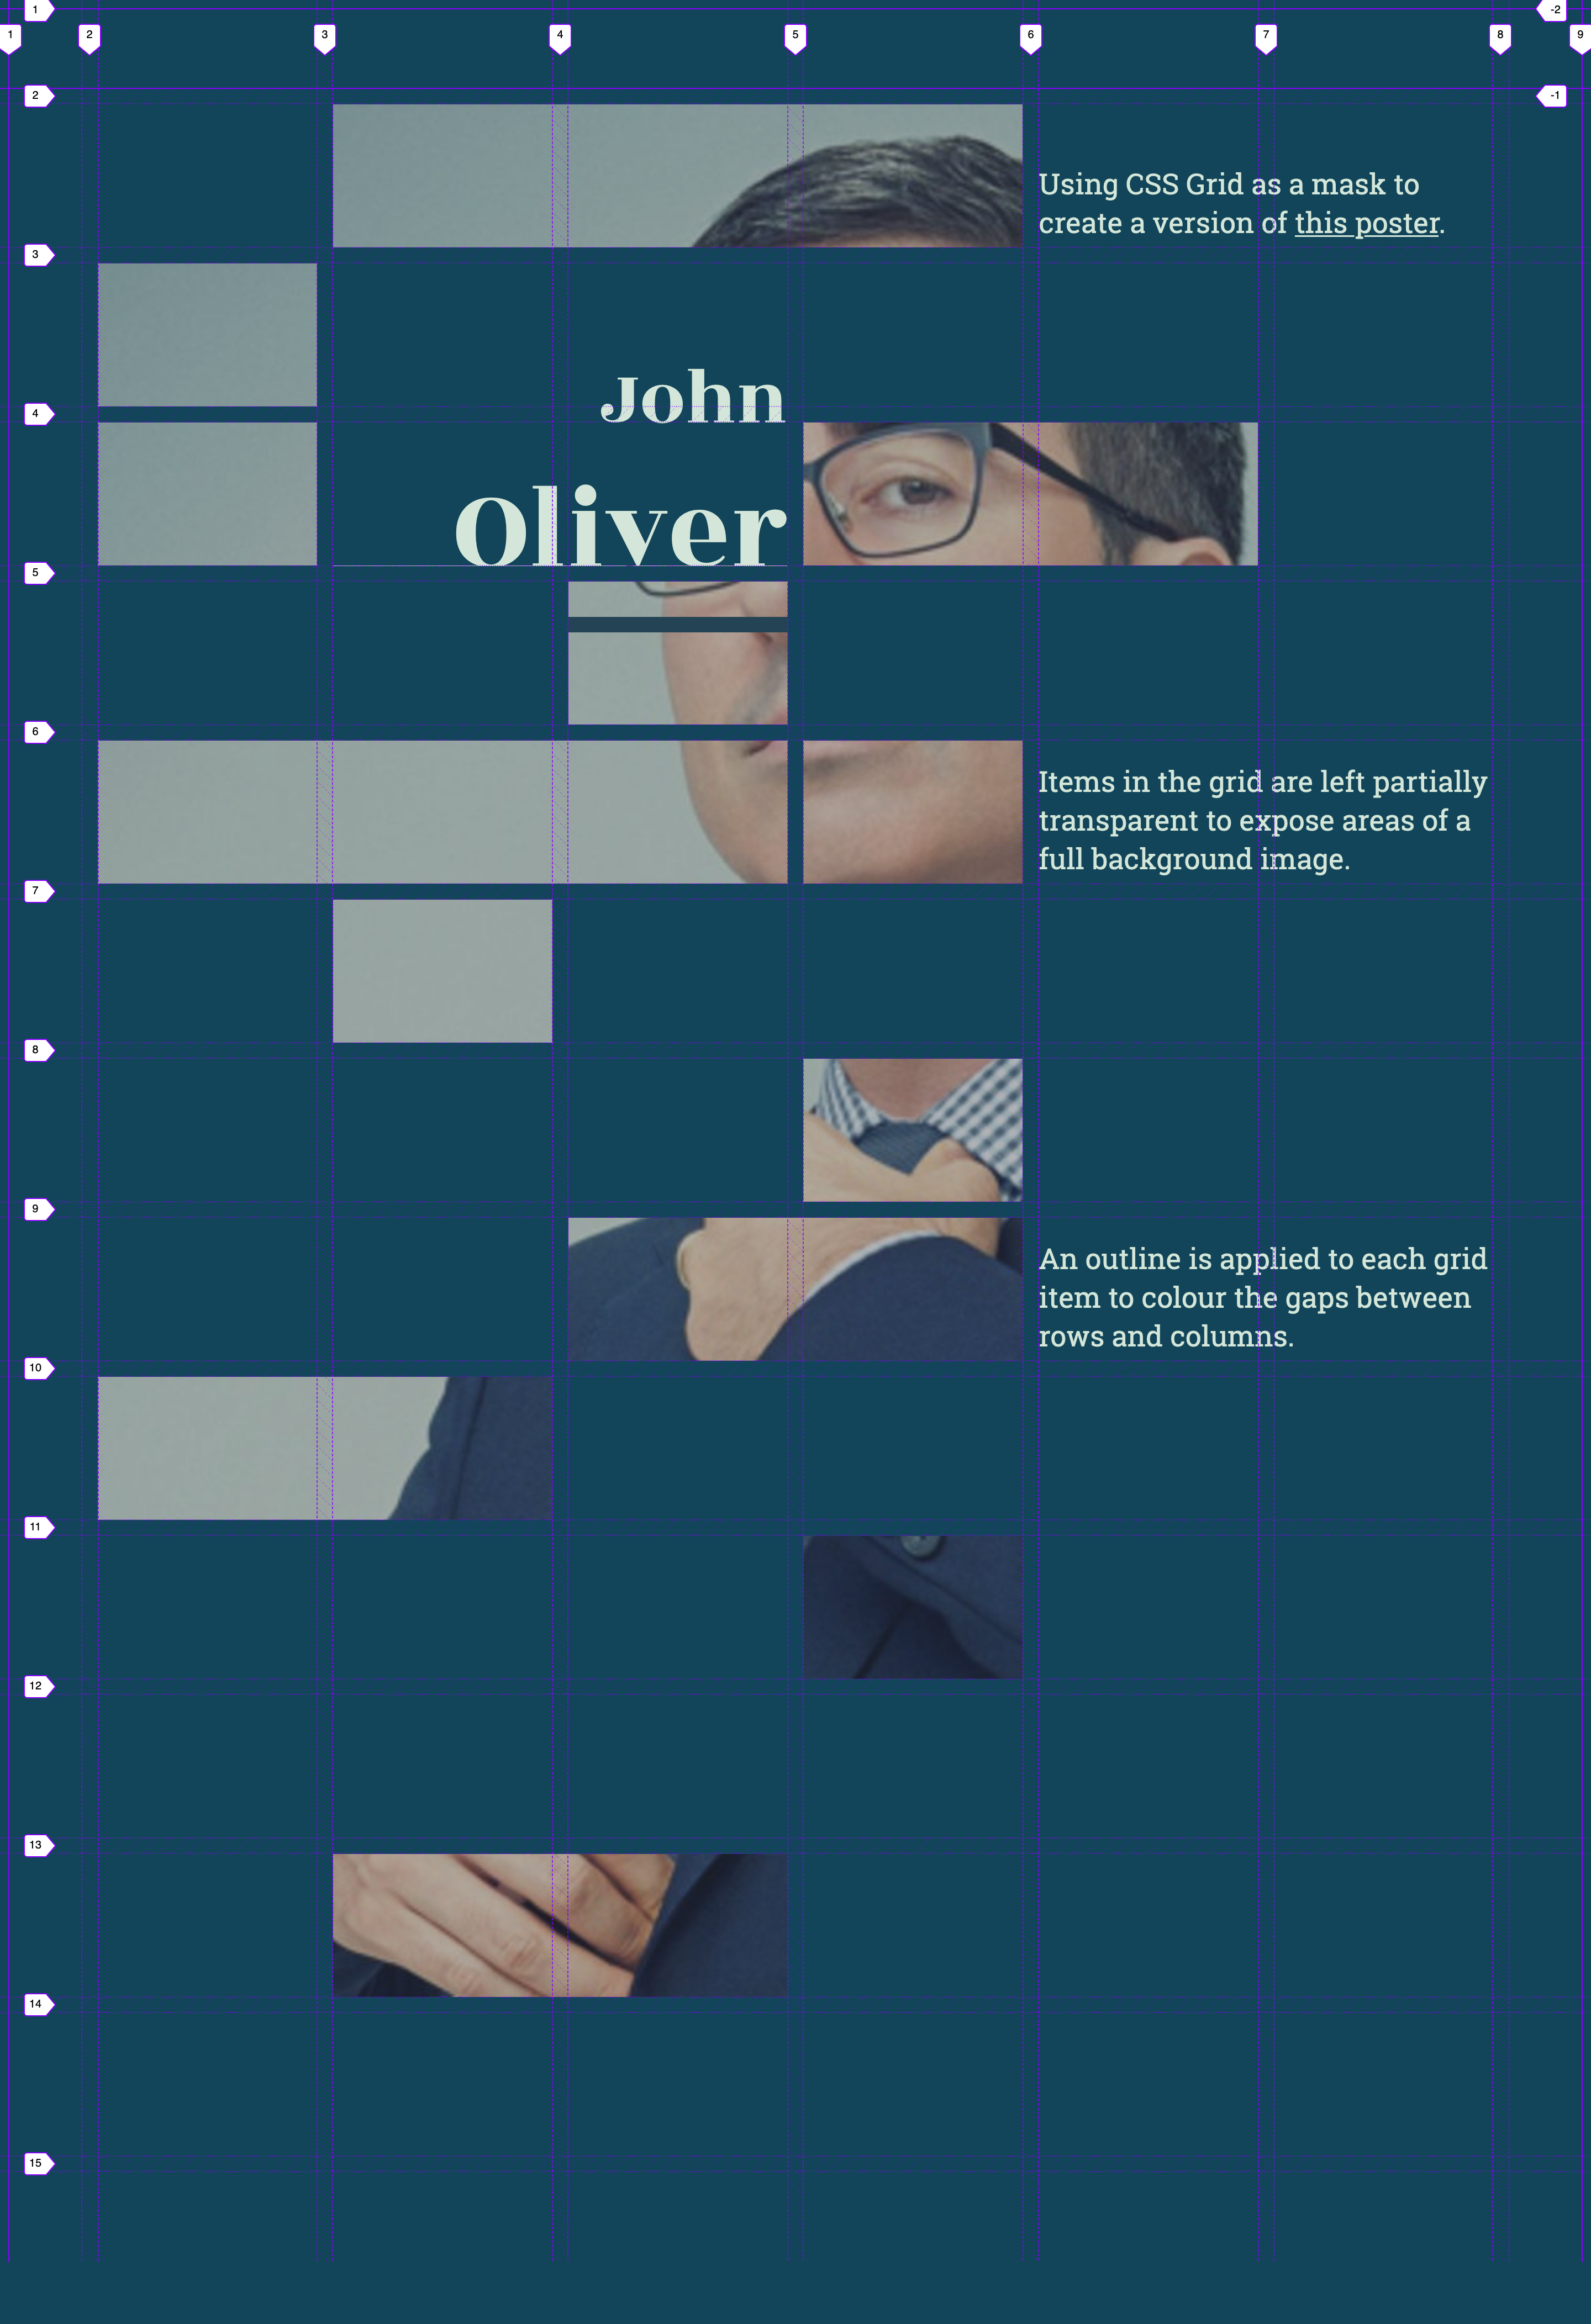 1
-2
1
2
3
4
5
6
7
8
9
2
-1
Using CSS Grid as a mask to
create a version of this poster.
3
John
4
Oliver
5
6
Items in the grid are left partially
transparent to expose areas of a
full background image.
7
8
9
An outline is applied to each grid
item to colour the gaps between
rows and columns.
10
11
12
13
14
15